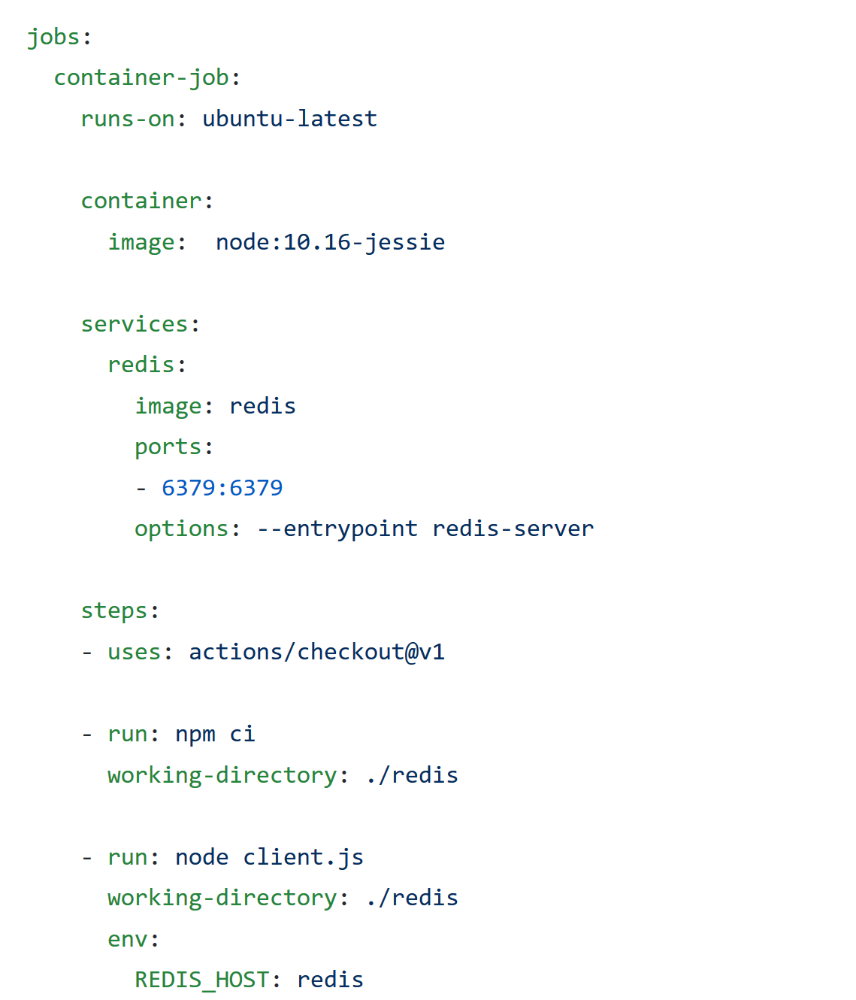 jobs:
  container-job:
    runs-on: ubuntu-latest

    container:
      image:  node:10.16-jessie

    services:
      redis:
        image: redis
        ports:
        - 6379:6379
        options: --entrypoint redis-server

    steps:
    - uses: actions/checkout@v1

    - run: npm ci
      working-directory: ./redis

    - run: node client.js
      working-directory: ./redis
      env:
        REDIS_HOST: redis